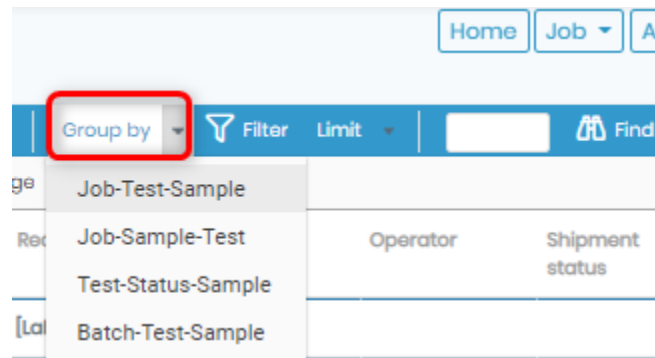 Home Job A
Group by Filter Limit Find
ge
Job-Test-Sample
Job-Sample-Test
Operator Shipment
status
Test-Status-Sample
Batch-Test-Sample